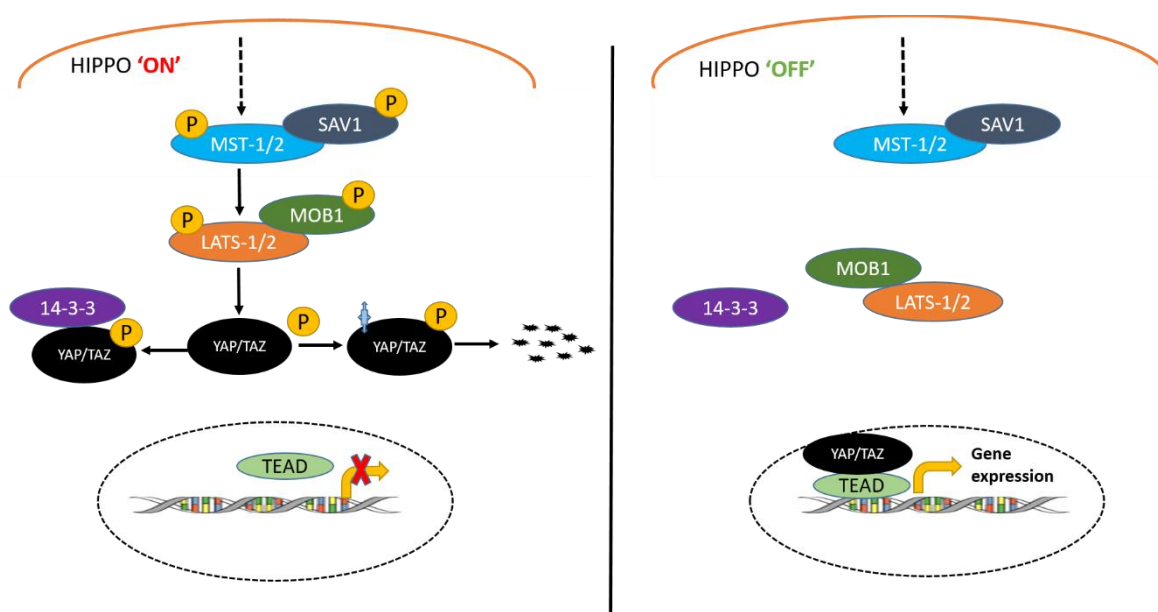 HIPPO 'ON'
P
P
SAV1
MST-1/2
P
MOB1
P
LATS-1/2
14-3-3
P
YAP/TAZ
YAP/TAZ
P
P
YAP/TAZ
TEAD
HIPPO 'OFF'
SAV1
MST-1/2
MOB1
LATS-1/2
14-3-3
YAP/TAZ
TEAD
Gene
expression